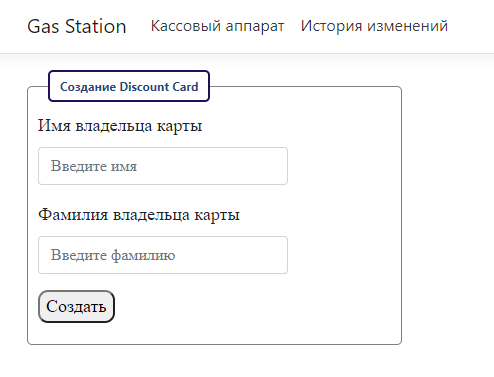 Gas Station Кассовый аппарат История изменений
Создание Discount Card
Имя владельца карты
Введите имя
Фамилия владельца карты
Введите фамилию
Создать